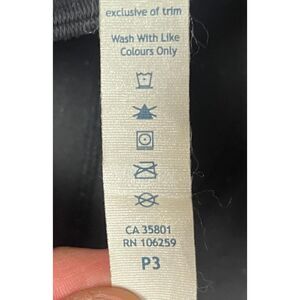 exclusive of trim
Wash With Like
Colours Only
CA 35801
RN 106259
P3